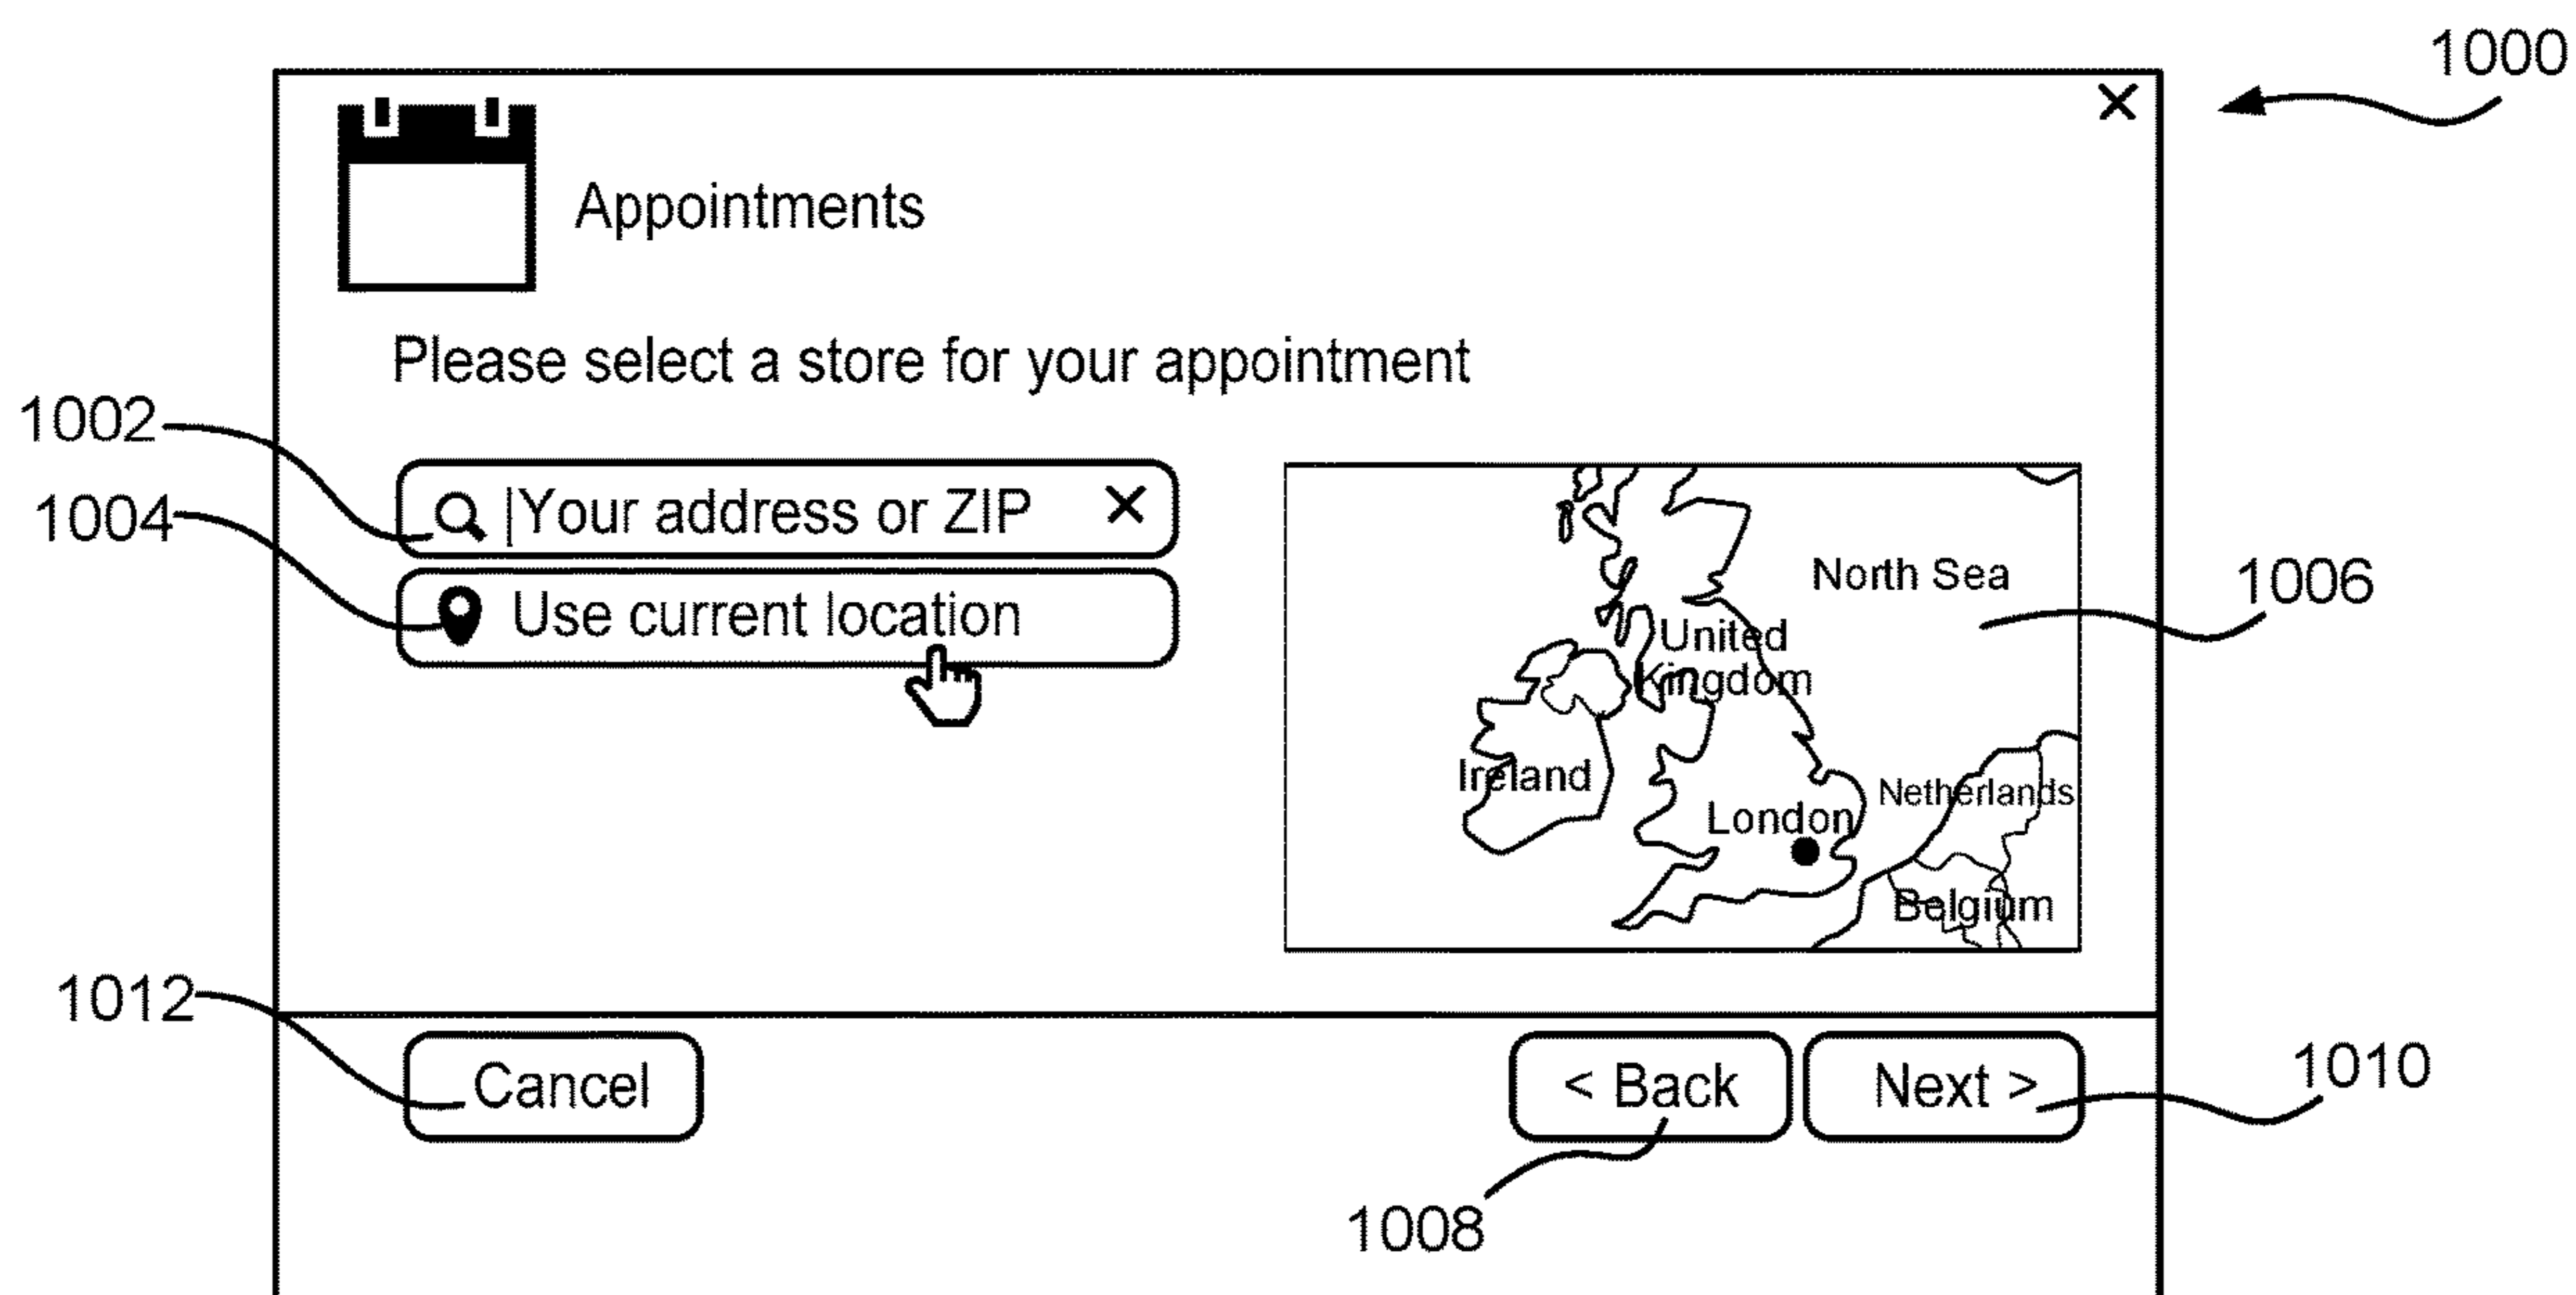 1000
Appointments
Please select a store for your appointment
1002
Your address or ZIP
1004
Use current location
North Sea
1006
United
Kingdom
Ireland
Netherlands
London
Belgium
1012
Cancel
< Back
Next >
1010
1008